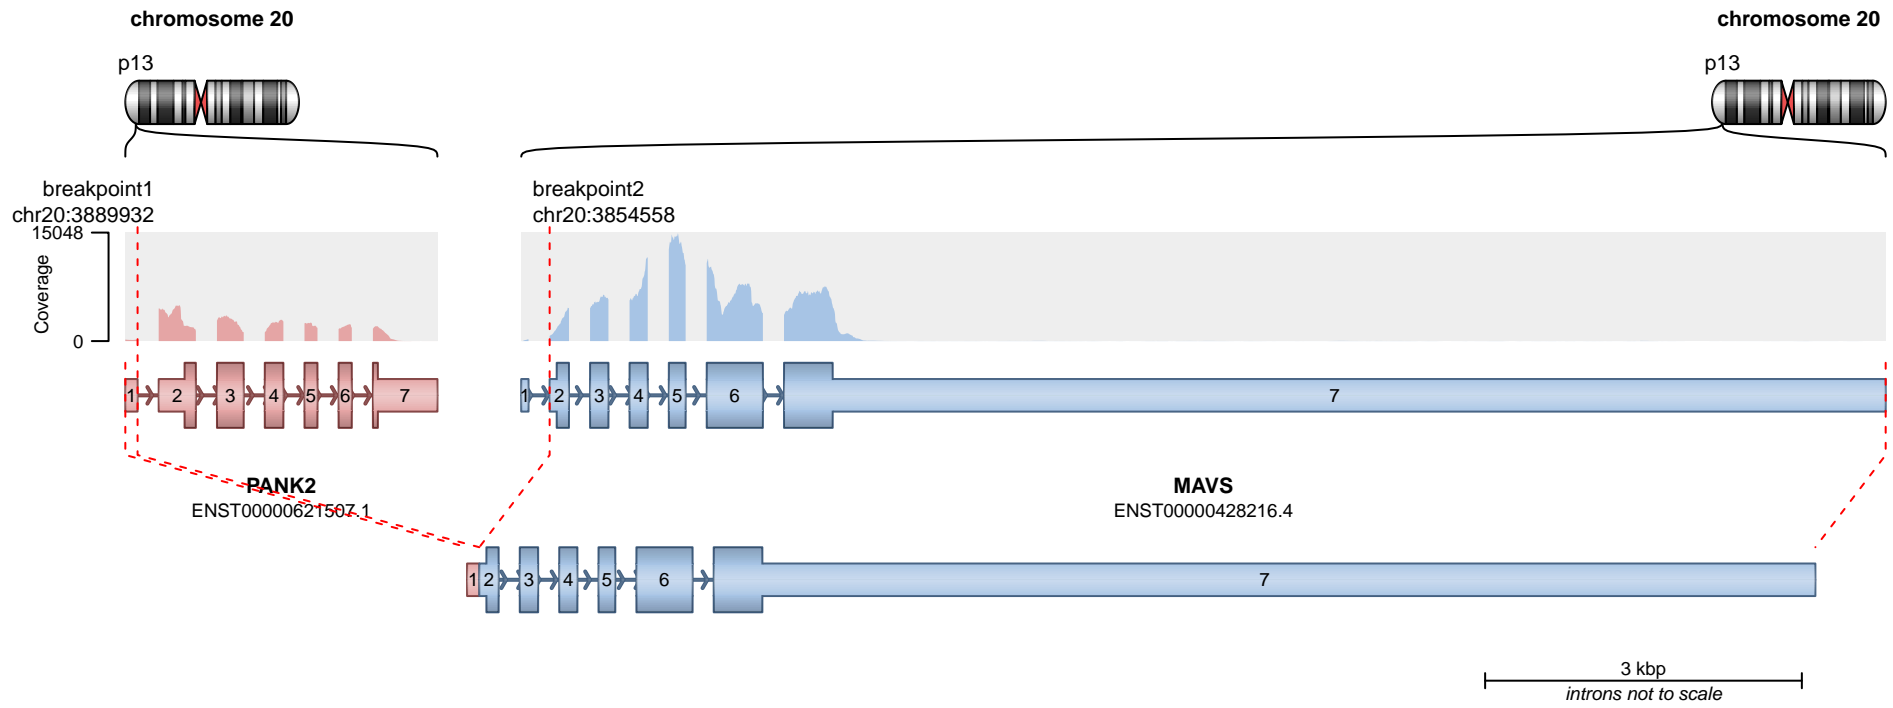 chromosome 20
chromosome 20
p13
p13
breakpoint1
chr20:3889932
breakpoint2
chr20:3854558
15048
Coverage
0
1 2 3 4 5 6 7
1 2 3 4 5 6 7
PANK2
ENST00000621507.1
MAVS
ENST00000428216.4
1 2 3 4 5 6 7
3 kbp
introns not to scale